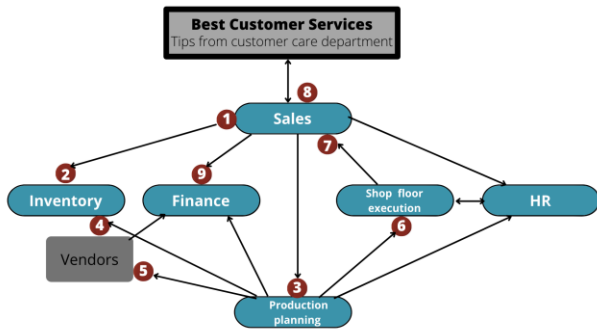 Best Customer Services
Tips from customer care department
8
1
Sales
7
2
9
Inventory
Finance
Shop floor
execution
HR
4
6
Vendors
5
3
Production
planning